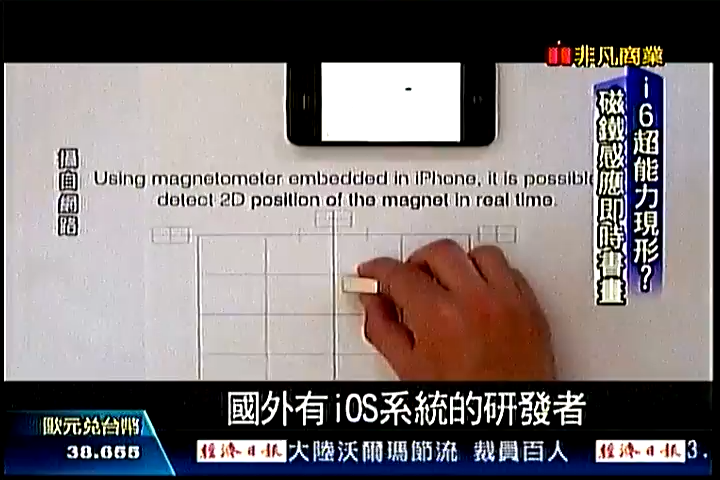 非凡商業
i6超能力現形?
磁鐵感應即時書畫
攝自網路
Using magnetometer embedded in iPhone, it is possibl
detect 2D position of the magnet in real time.
國外有iOS系統的研發者
歐元兌台幣
38.655
經濟日報 大陸沃爾瑪節流 裁員百人 經濟日報 3.